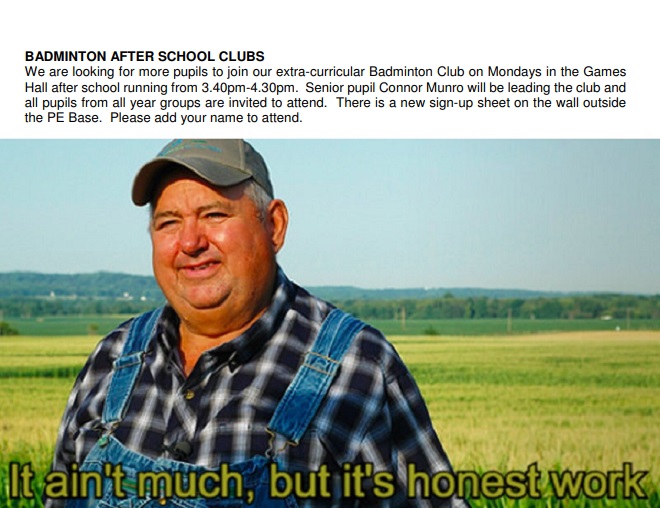 BADMINTON AFTER SCHOOL CLUBS
We are looking for more pupils to join our extra-curricular Badminton Club on Mondays in the Games
Hall after school running from 3.40pm-4.30pm.  Senior pupil Connor Munro will be leading the club and
all pupils from all year groups are invited to attend.  There is a new sign-up sheet on the wall outside
the PE Base.  Please add your name to attend.
It ain't much, but it's honest work